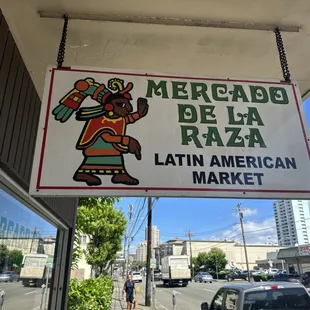 MERCADO
DE LA
RAZA
LATIN AMERICAN
MARKET